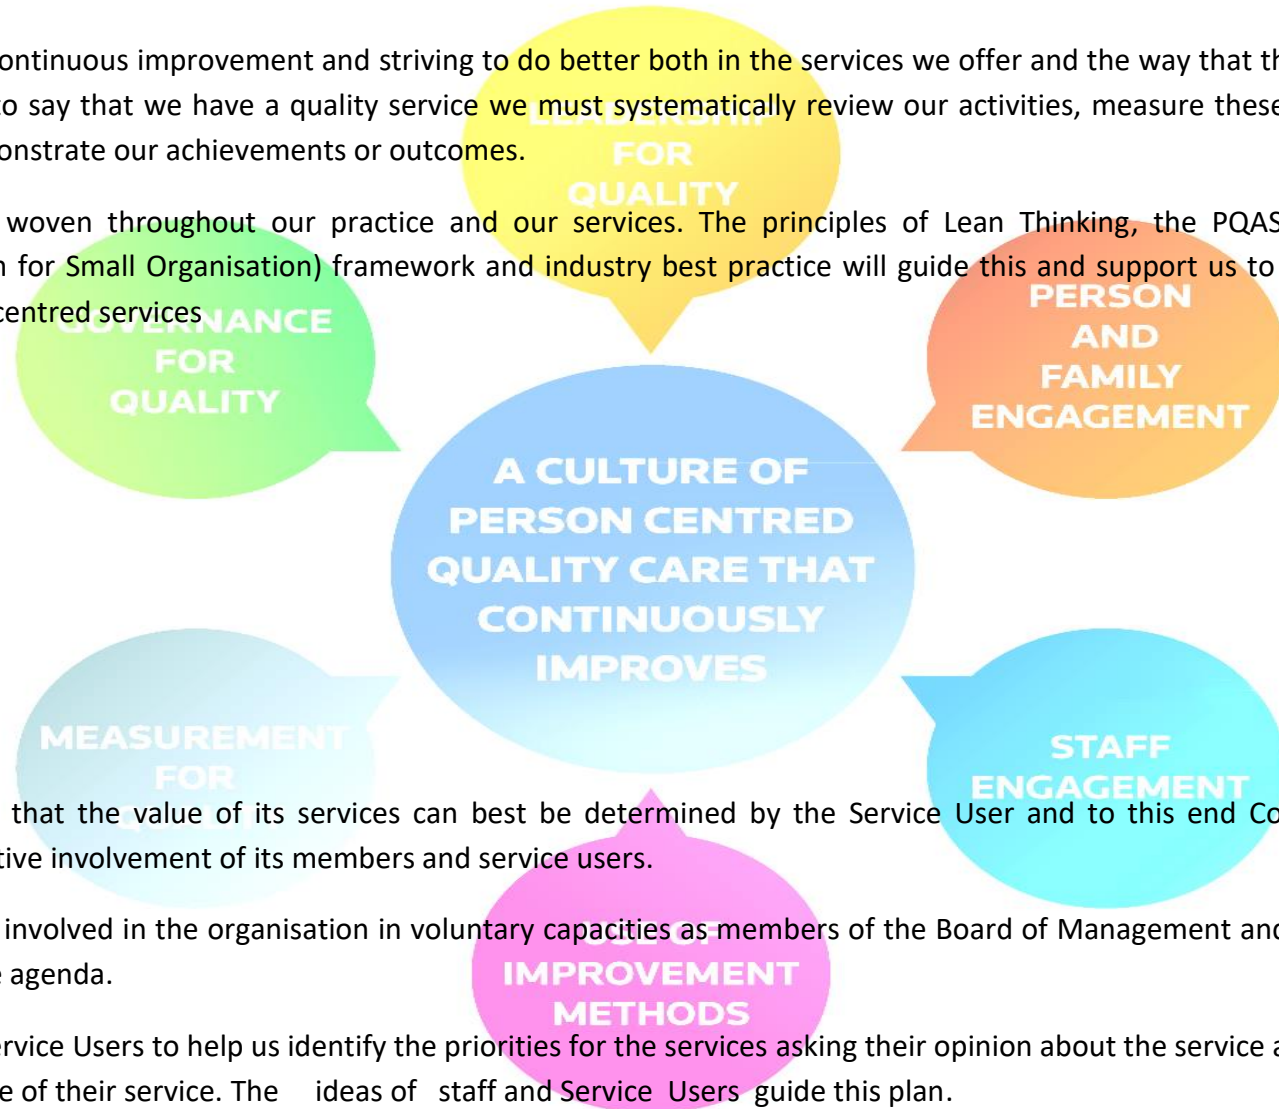 ontinuous improvement and striving to do better both in the services we offer and the way that th
to say that we have a quality service we must systematically review our activities, measure these
onstrate our achievements or outcomes.
LEADERSHIP
FOR
QUALITY
woven throughout our practice and our services. The principles of Lean Thinking, the PQAS
n for Small Organisation) framework and industry best practice will guide this and support us to
centred services
GOVERNANCE
FOR
QUALITY
PERSON
AND
FAMILY
ENGAGEMENT
A CULTURE OF
PERSON CENTRED
QUALITY CARE THAT
CONTINUOUSLY
IMPROVES
MEASUREMENT
FOR
QUALITY
STAFF
ENGAGEMENT
that the value of its services can best be determined by the Service User and to this end Co
tive involvement of its members and service users.
involved in the organisation in voluntary capacities as members of the Board of Management and
e agenda.
USE OF
IMPROVEMENT
METHODS
ervice Users to help us identify the priorities for the services asking their opinion about the service a
e of their service. The ideas of staff and Service Users guide this plan.